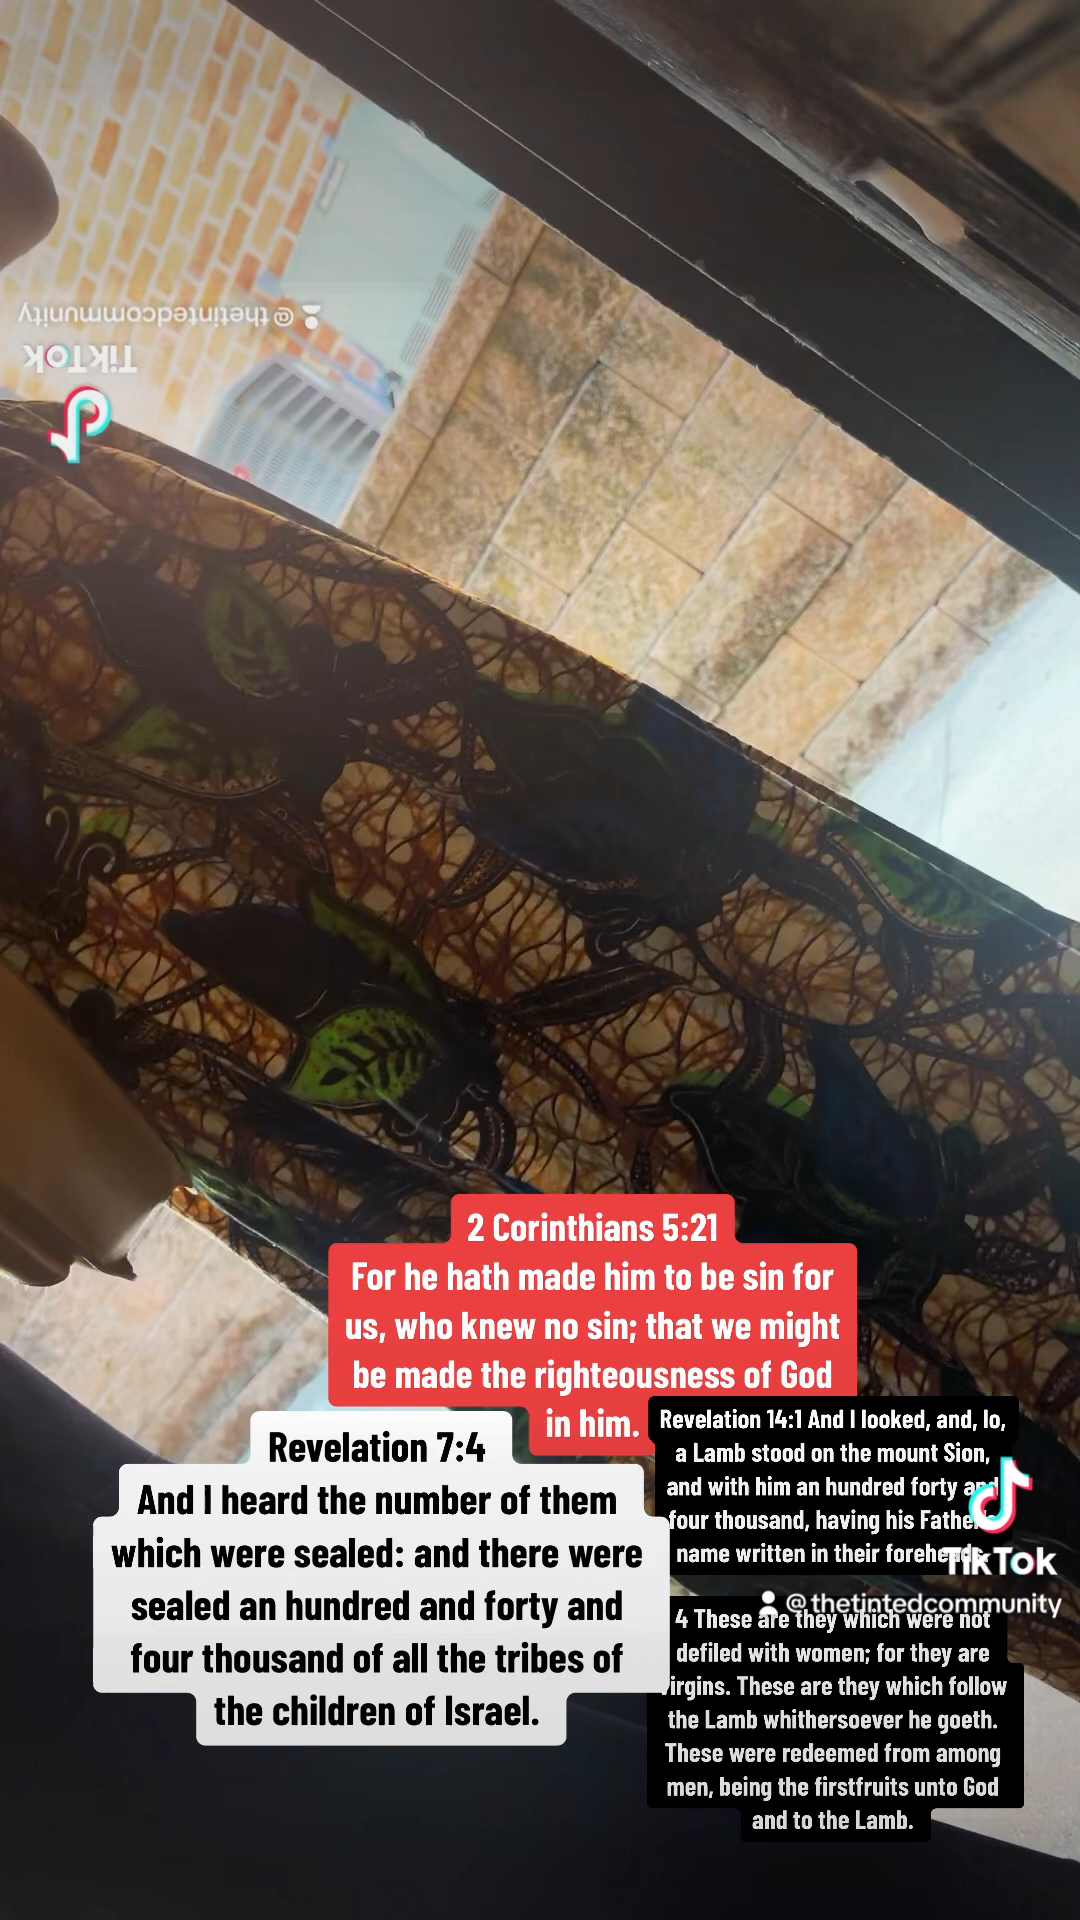 @thetintedcommunity
TikTok
2 Corinthians 5:21
For he hath made him to be sin for
us, who knew no sin; that we might
be made the righteousness of God
in him.
Revelation 7:4
And I heard the number of them
which were sealed: and there were
sealed an hundred and forty and
four thousand of all the tribes of
the children of Israel.
Revelation 14:1 And I looked, and, lo,
a Lamb stood on the mount Sion,
and with him an hundred forty and
four thousand, having his Father's
name written in their foreheads.
TikTok
@thetintedcommunity
4 These are they which were not
defiled with women; for they are
virgins. These are they which follow
the Lamb whithersoever he goeth.
These were redeemed from among
men, being the firstfruits unto God
and to the Lamb.